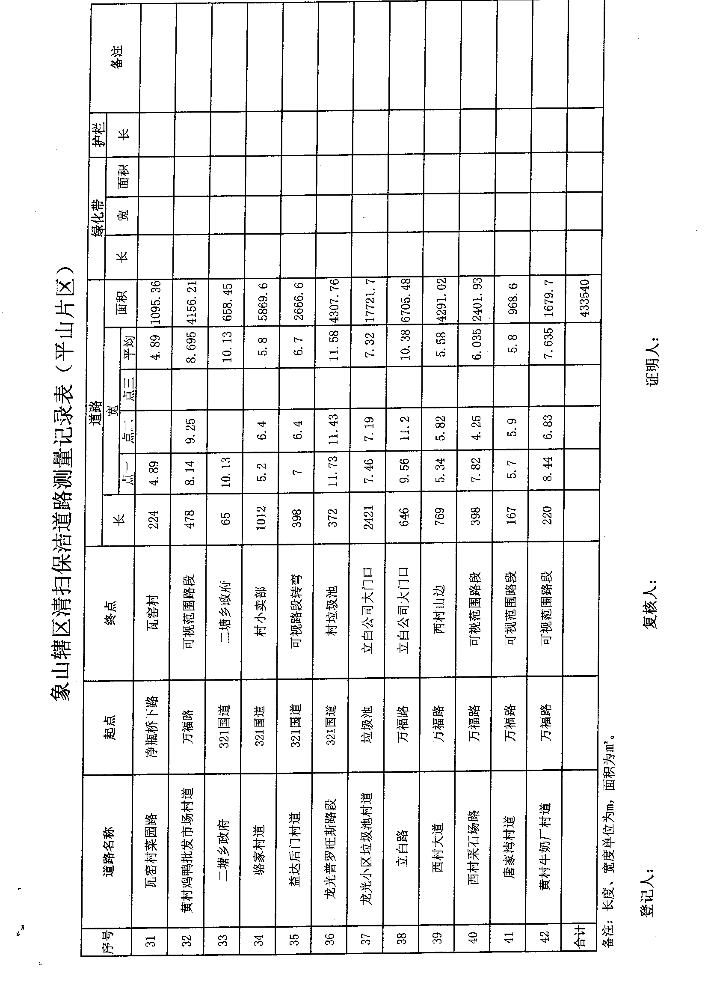 象山辖区清扫保洁道路测量记录表（平山片区）
序号 道路名称 起点 终点 道路 绿化带 护栏 备注
长 宽 面积 长 宽 面积 长
点一 点二 点三 平均
31 瓦窑村菜园路 净瓶桥下路 瓦窑村 224 4.89 4.89 1095.36
32 黄村鸡鸭批发市场村道 万福路 可视范围路段 478 8.14 9.25 8.695 4156.21
33 二塘乡政府 321国道 二塘乡政府 65 10.13 10.13 658.45
34 骆家村道 321国道 村小卖部 1012 5.2 6.4 5.8 5869.6
35 益达后门村道 321国道 可视路段转弯 398 7 6.4 6.7 2666.6
36 龙光普罗旺斯路段 321国道 村垃圾池 372 11.73 11.43 11.58 4307.76
37 龙光小区垃圾池村道 垃圾池 立白公司大门口 2421 7.46 7.19 7.32 17721.7
38 立白路 万福路 立白公司大门口 646 9.56 11.2 10.38 6705.48
39 西村大道 万福路 西村山边 769 5.34 5.82 5.58 4291.02
40 西村采石场路 万福路 可视范围路段 398 7.82 4.25 6.035 2401.93
41 唐家湾村道 万福路 可视范围路段 167 5.7 5.9 5.8 968.6
42 黄村牛奶厂村道 万福路 可视范围路段 220 8.44 6.83 7.635 1679.7
合计 433540
备注：长度、宽度单位为m，面积为㎡。
登记人： 复核人： 证明人：